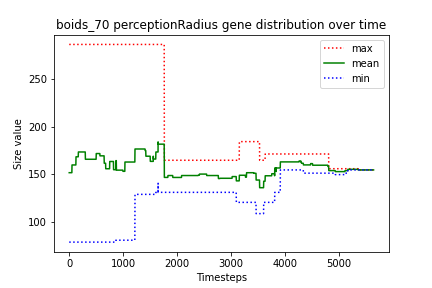 boids_70 perceptionRadius gene distribution over time
max
mean
min
Size value
250
200
150
100
0
1000
2000
3000
4000
5000
Timesteps